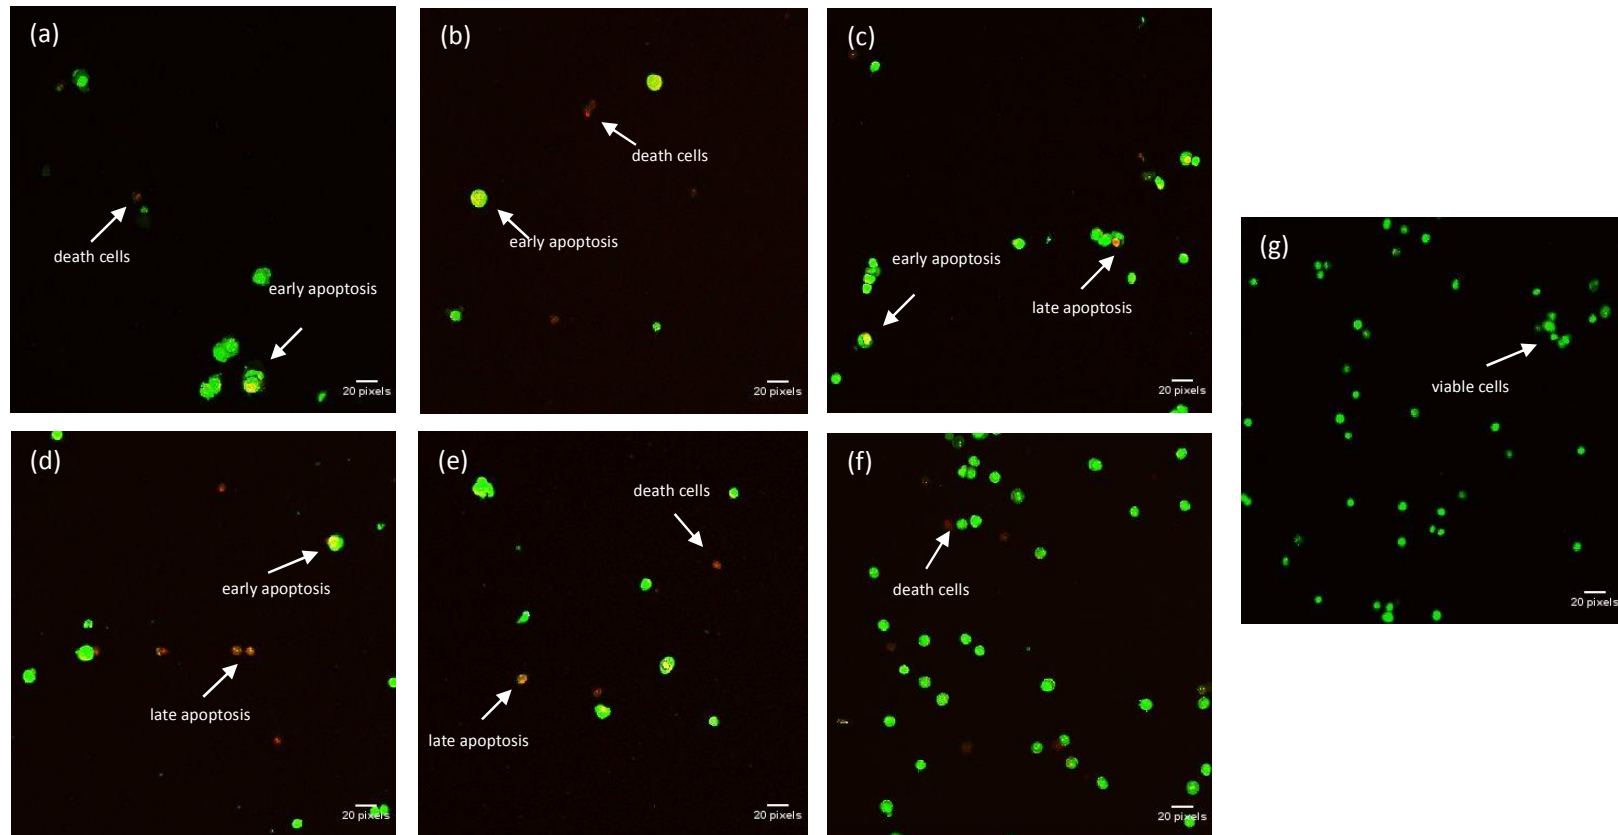 (a)
death cells
early apoptosis
20 pixels
(b)
death cells
early apoptosis
20 pixels
(c)
early apoptosis
late apoptosis
20 pixels
(d)
early apoptosis
late apoptosis
20 pixels
(e)
death cells
late apoptosis
20 pixels
(f)
death cells
20 pixels
(g)
viable cells
20 pixels